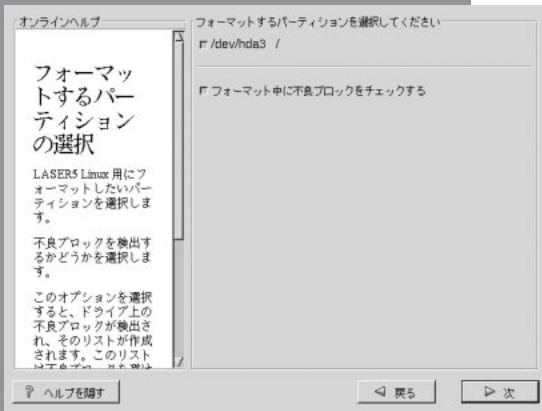 オンラインヘルプ
フォーマッ
トするパー
ティション
の選択
LASER5 Linux 用にフ
ォーマットしたいパー
ティションを選択しま
す。
不良ブロックを検出す
るかどうかを選択しま
す。
このオプションを選択
すると、ドライブ上の
不良ブロックが検出さ
れ、そのリストが作成
されます。このリスト
フォーマットするパーティションを選択してください
/dev/hda3 /
フォーマット中に不良ブロックをチェックする
? ヘルプを隠す
戻る
次